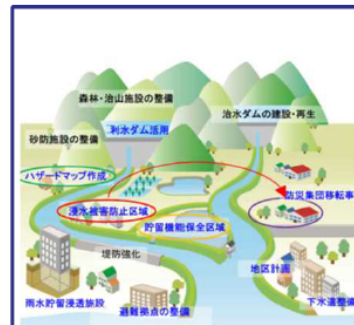 森林・治山施設の整備
治水ダムの建設・再生
利水ダム活用
砂防施設の整備
ハザードマップ作成
防災集団移転事
浸水被害防止区域
貯留機能保全区域
堤防強化
地区計画
雨水貯留浸透施設
下水道整備
避難拠点の整備